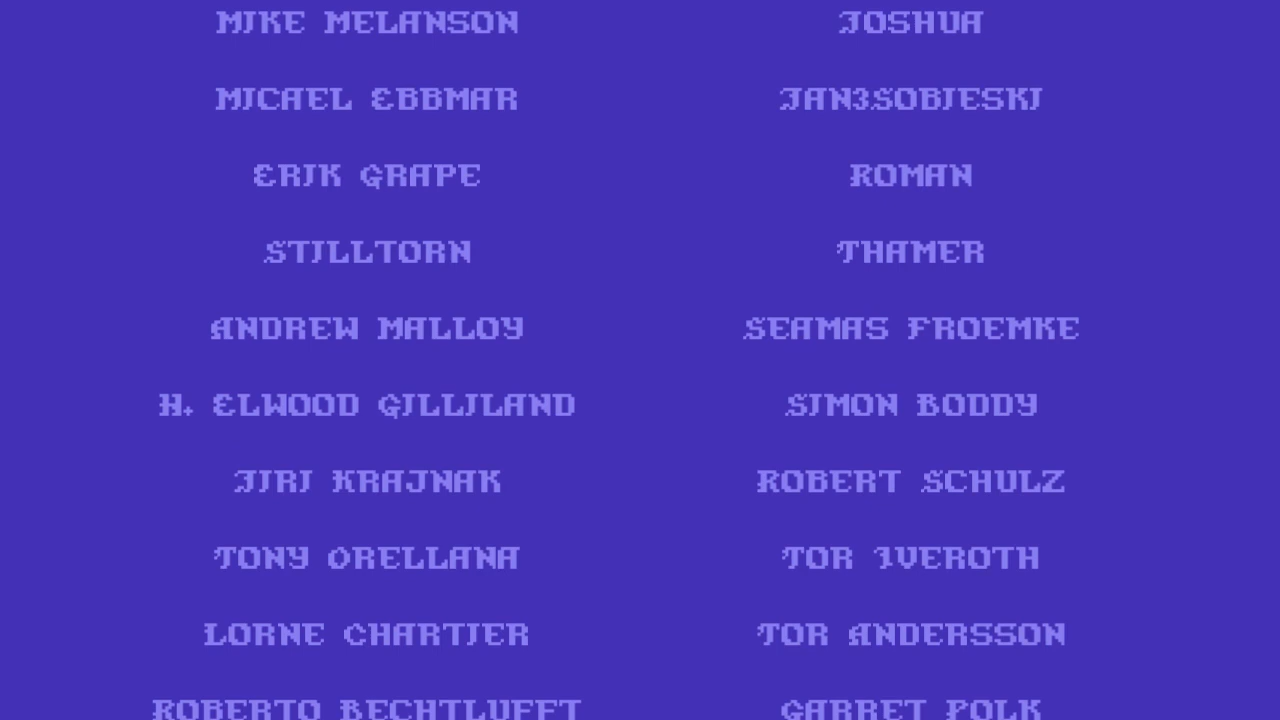 MIKE MELANSON
JOSHUA
MICAEL EBBMAR
JAN3SOBIESKI
ERIK GRAPE
ROMAN
STILLTORN
THAMER
ANDREW MALLOY
SEAMAS FROEMKE
H. ELWOOD GILLILAND
SIMON BODDY
JIRI KRAJNAK
ROBERT SCHULZ
TONY ORELLANA
TOR IVEROTH
LORNE CHARTIER
TOR ANDERSSON
ROBERTO BECHTLUFFT
GARRET POLK